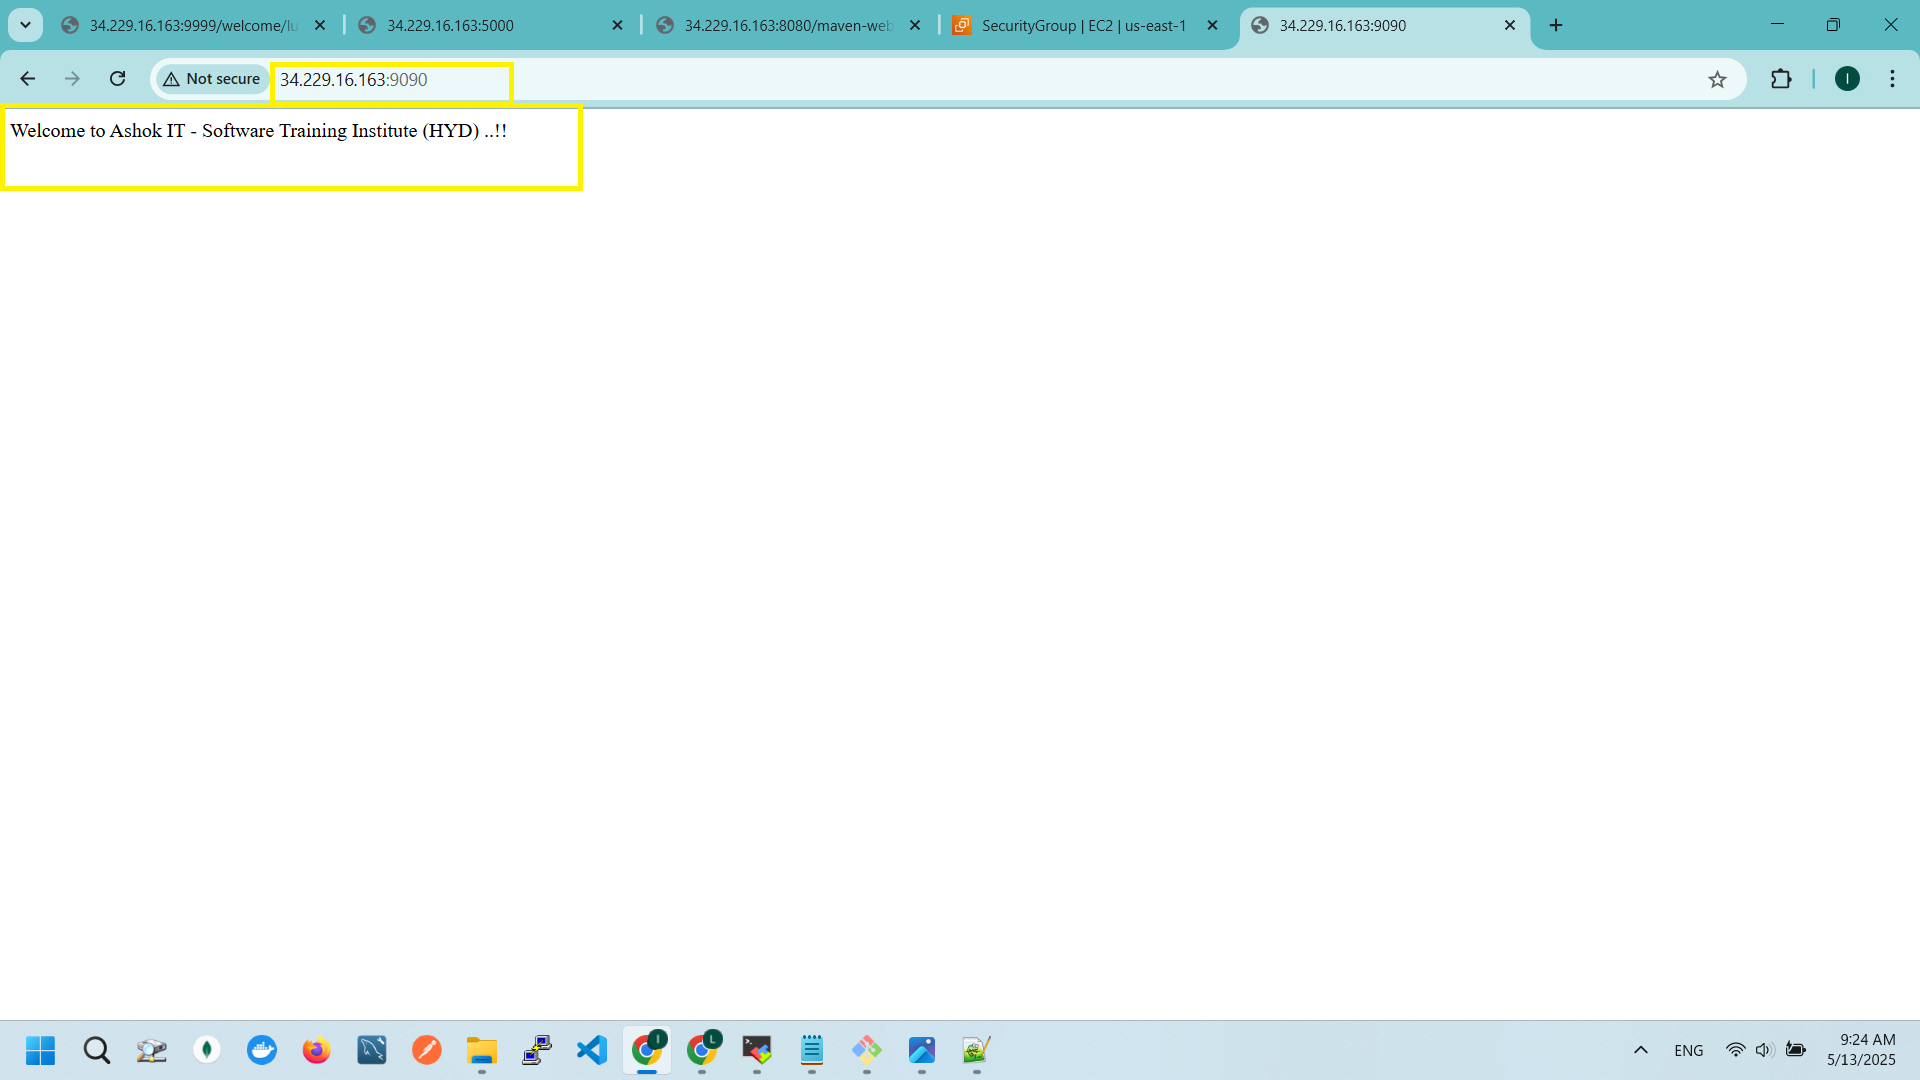 34.229.16.163:9999/welcome/lu
34.229.16.163:5000
34.229.16.163:8080/maven-web
SecurityGroup | EC2 | us-east-1
34.229.16.163:9090
Not secure
34.229.16.163:9090
I
Welcome to Ashok IT - Software Training Institute (HYD) ..!!
I
L
ENG
9:24 AM
5/13/2025